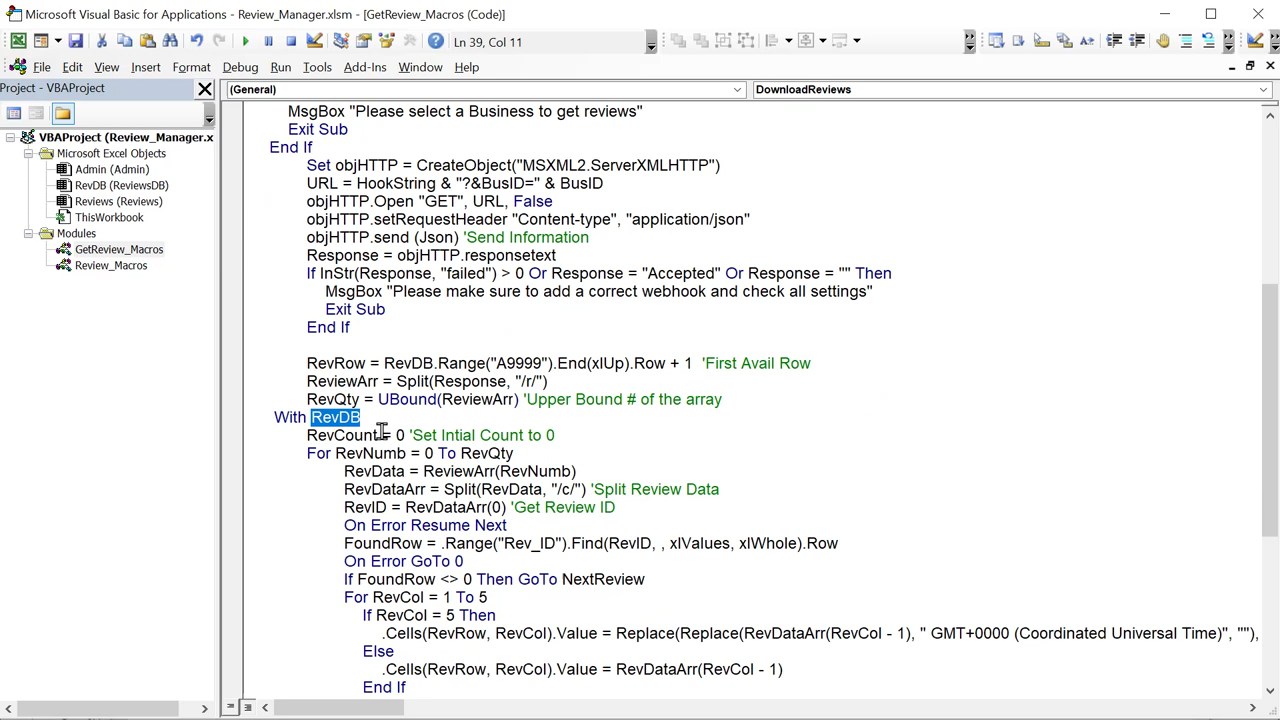 Microsoft Visual Basic for Applications - Review_Manager.xlsm - [GetReview_Macros (Code)]
Ln 39, Col 11
File Edit View Insert Format Debug Run Tools Add-Ins Window Help
Project - VBAProject
(General)
DownloadReviews
VBAProject (Review_Manager.x
Microsoft Excel Objects
Admin (Admin)
RevDB (ReviewsDB)
Reviews (Reviews)
ThisWorkbook
Modules
GetReview_Macros
Review_Macros
MsgBox "Please select a Business to get reviews"
Exit Sub
End If
Set objHTTP = CreateObject("MSXML2.ServerXMLHTTP")
URL = HookString & "?&BusID=" & BusID
objHTTP.Open "GET", URL, False
objHTTP.setRequestHeader "Content-type", "application/json"
objHTTP.send (Json) 'Send Information
Response = objHTTP.responsetext
If InStr(Response, "failed") > 0 Or Response = "Accepted" Or Response = "" Then
MsgBox "Please make sure to add a correct webhook and check all settings"
Exit Sub
End If
RevRow = RevDB.Range("A9999").End(xlUp).Row + 1 'First Avail Row
ReviewArr = Split(Response, "/r/")
RevQty = UBound(ReviewArr) 'Upper Bound # of the array
With RevDB
RevCount = 0 'Set Intial Count to 0
For RevNumb = 0 To RevQty
RevData = ReviewArr(RevNumb)
RevDataArr = Split(RevData, "/c/") 'Split Review Data
RevID = RevDataArr(0) 'Get Review ID
On Error Resume Next
FoundRow = .Range("Rev_ID").Find(RevID, , xlValues, xlWhole).Row
On Error GoTo 0
If FoundRow <> 0 Then GoTo NextReview
For RevCol = 1 To 5
If RevCol = 5 Then
.Cells(RevRow, RevCol).Value = Replace(Replace(RevDataArr(RevCol - 1), " GMT+0000 (Coordinated Universal Time)", ""),
Else
.Cells(RevRow, RevCol).Value = RevDataArr(RevCol - 1)
End If